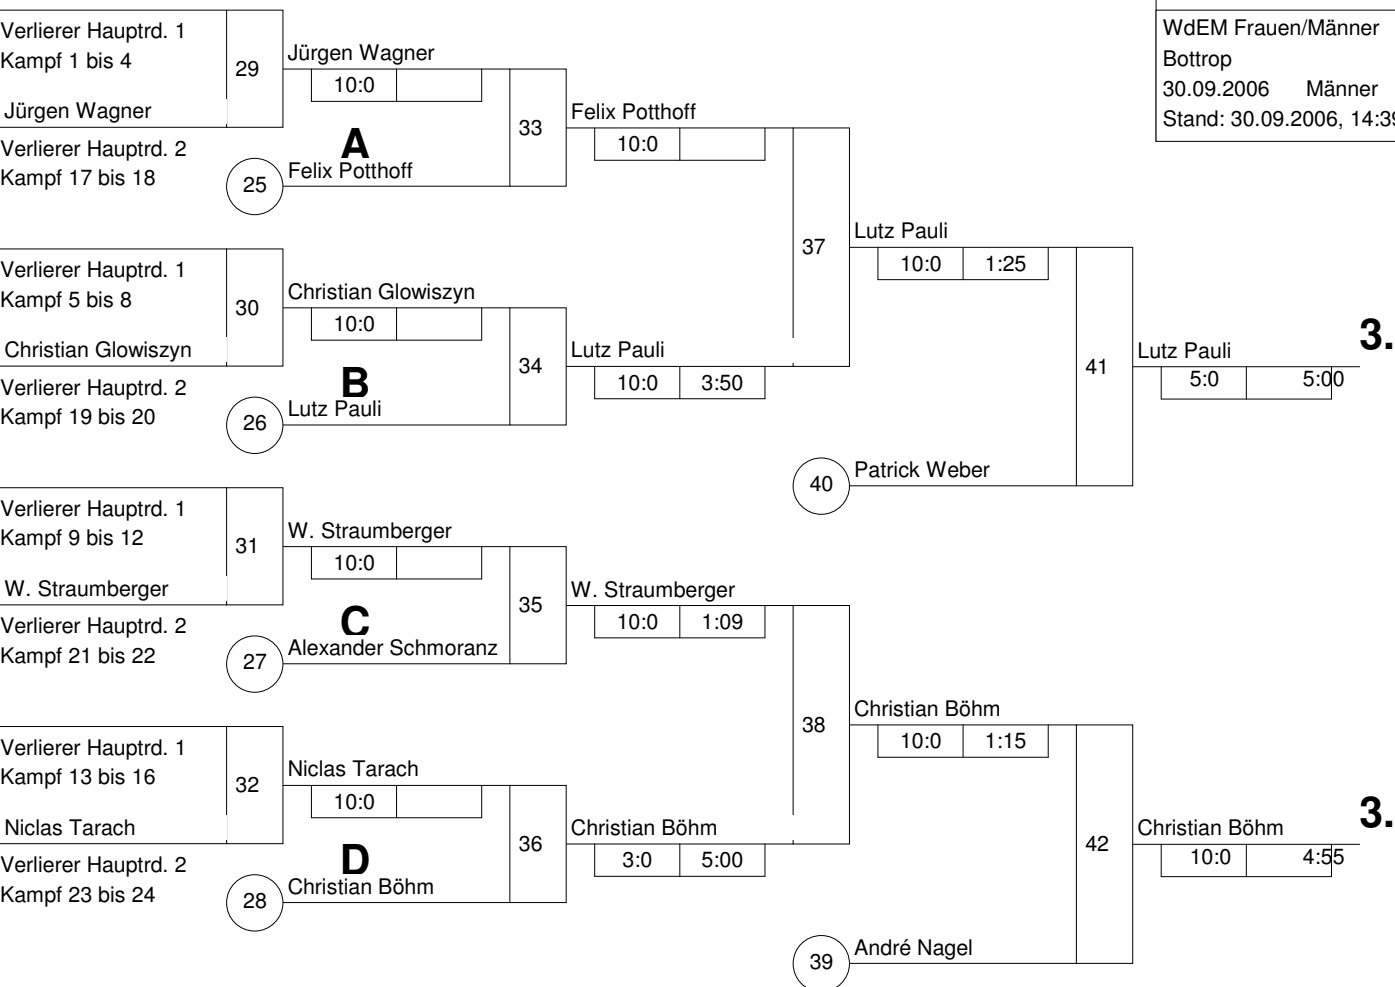 WdEM Frauen/Männer
Bottrop
30.09.2006 Männer
Stand: 30.09.2006, 14:39
Verlierer Hauptrd. 1
Kampf 1 bis 4
29
Jürgen Wagner
10:0
Jürgen Wagner
33
Felix Potthoff
10:0
A
Verlierer Hauptrd. 2
Kampf 17 bis 18
25
Felix Potthoff
37
Lutz Pauli
10:0 1:25
Verlierer Hauptrd. 1
Kampf 5 bis 8
30
Christian Glowiszyn
10:0
Christian Glowiszyn
34
Lutz Pauli
10:0 3:50
B
Verlierer Hauptrd. 2
Kampf 19 bis 20
26
Lutz Pauli
41
Lutz Pauli
5:0 5:00
3.
40
Patrick Weber
Verlierer Hauptrd. 1
Kampf 9 bis 12
31
W. Straumberger
10:0
W. Straumberger
35
W. Straumberger
10:0 1:09
C
Verlierer Hauptrd. 2
Kampf 21 bis 22
27
Alexander Schmoranz
38
Christian Böhm
10:0 1:15
Verlierer Hauptrd. 1
Kampf 13 bis 16
32
Niclas Tarach
10:0
Niclas Tarach
36
Christian Böhm
3:0 5:00
D
Verlierer Hauptrd. 2
Kampf 23 bis 24
28
Christian Böhm
42
Christian Böhm
10:0 4:55
3.
39
André Nagel